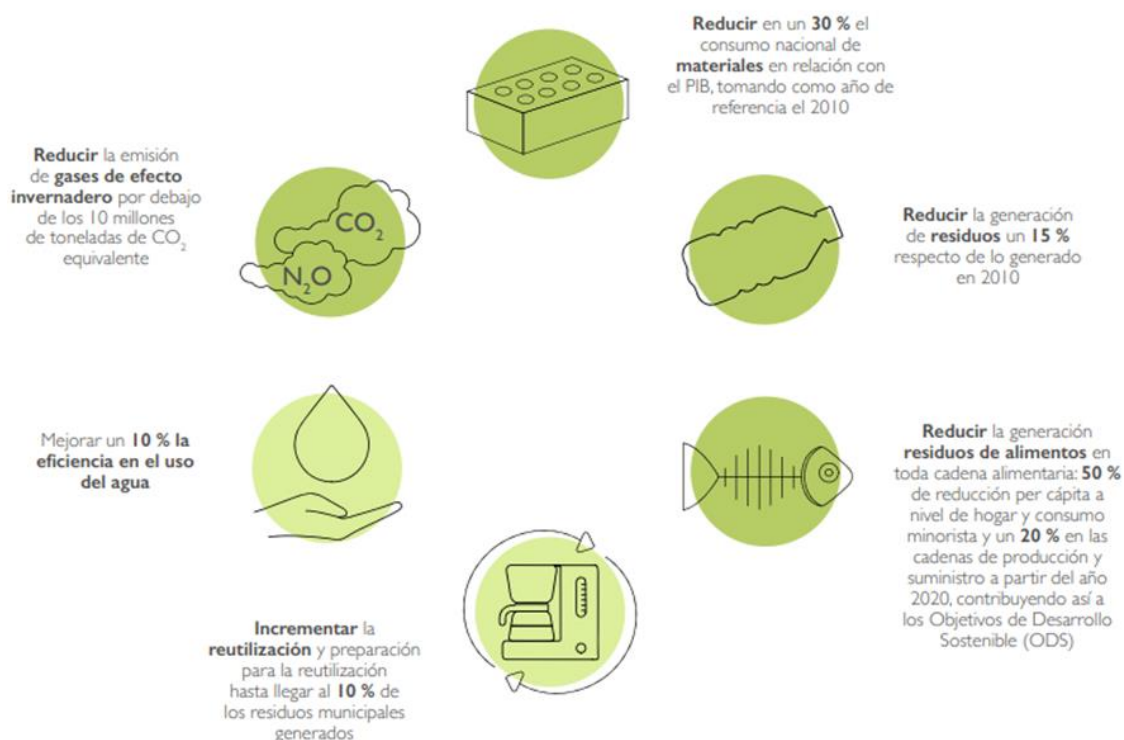 Reducir en un 30 % el
consumo nacional de
materiales en relación con
el PIB, tomando como año de
referencia el 2010
Reducir la emisión
de gases de efecto
invernadero por debajo
de los 10 millones
de toneladas de CO₂
equivalente
CO₂
N₂O
Reducir la generación
de residuos un 15 %
respecto de lo generado
en 2010
Mejorar un 10 % la
eficiencia en el uso
del agua
Reducir la generación
residuos de alimentos en
toda cadena alimentaria: 50 %
de reducción per cápita a
nivel de hogar y consumo
minorista y un 20 % en las
cadenas de producción y
suministro a partir del año
2020, contribuyendo así a
los Objetivos de Desarrollo
Sostenible (ODS)
Incrementar la
reutilización y preparación
para la reutilización
hasta llegar al 10 % de
los residuos municipales
generados